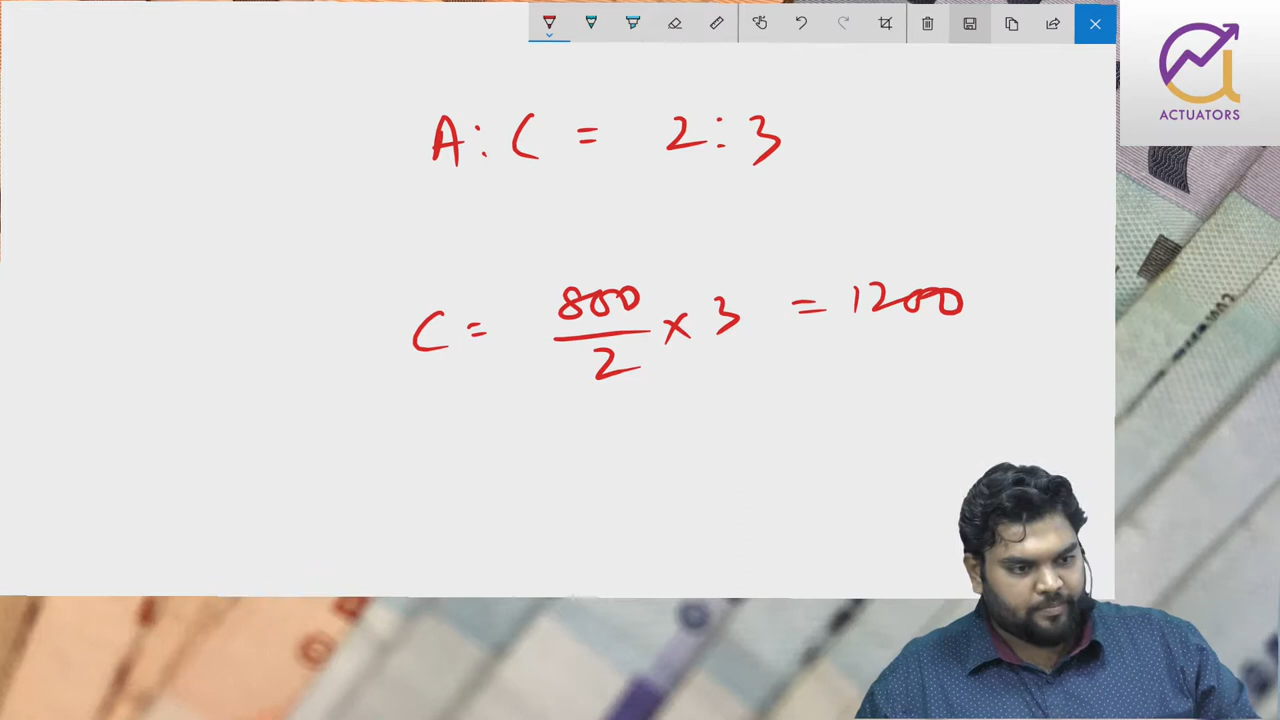 ACTUATORS
A : C = 2 : 3
C = 800/2 × 3 = 1200